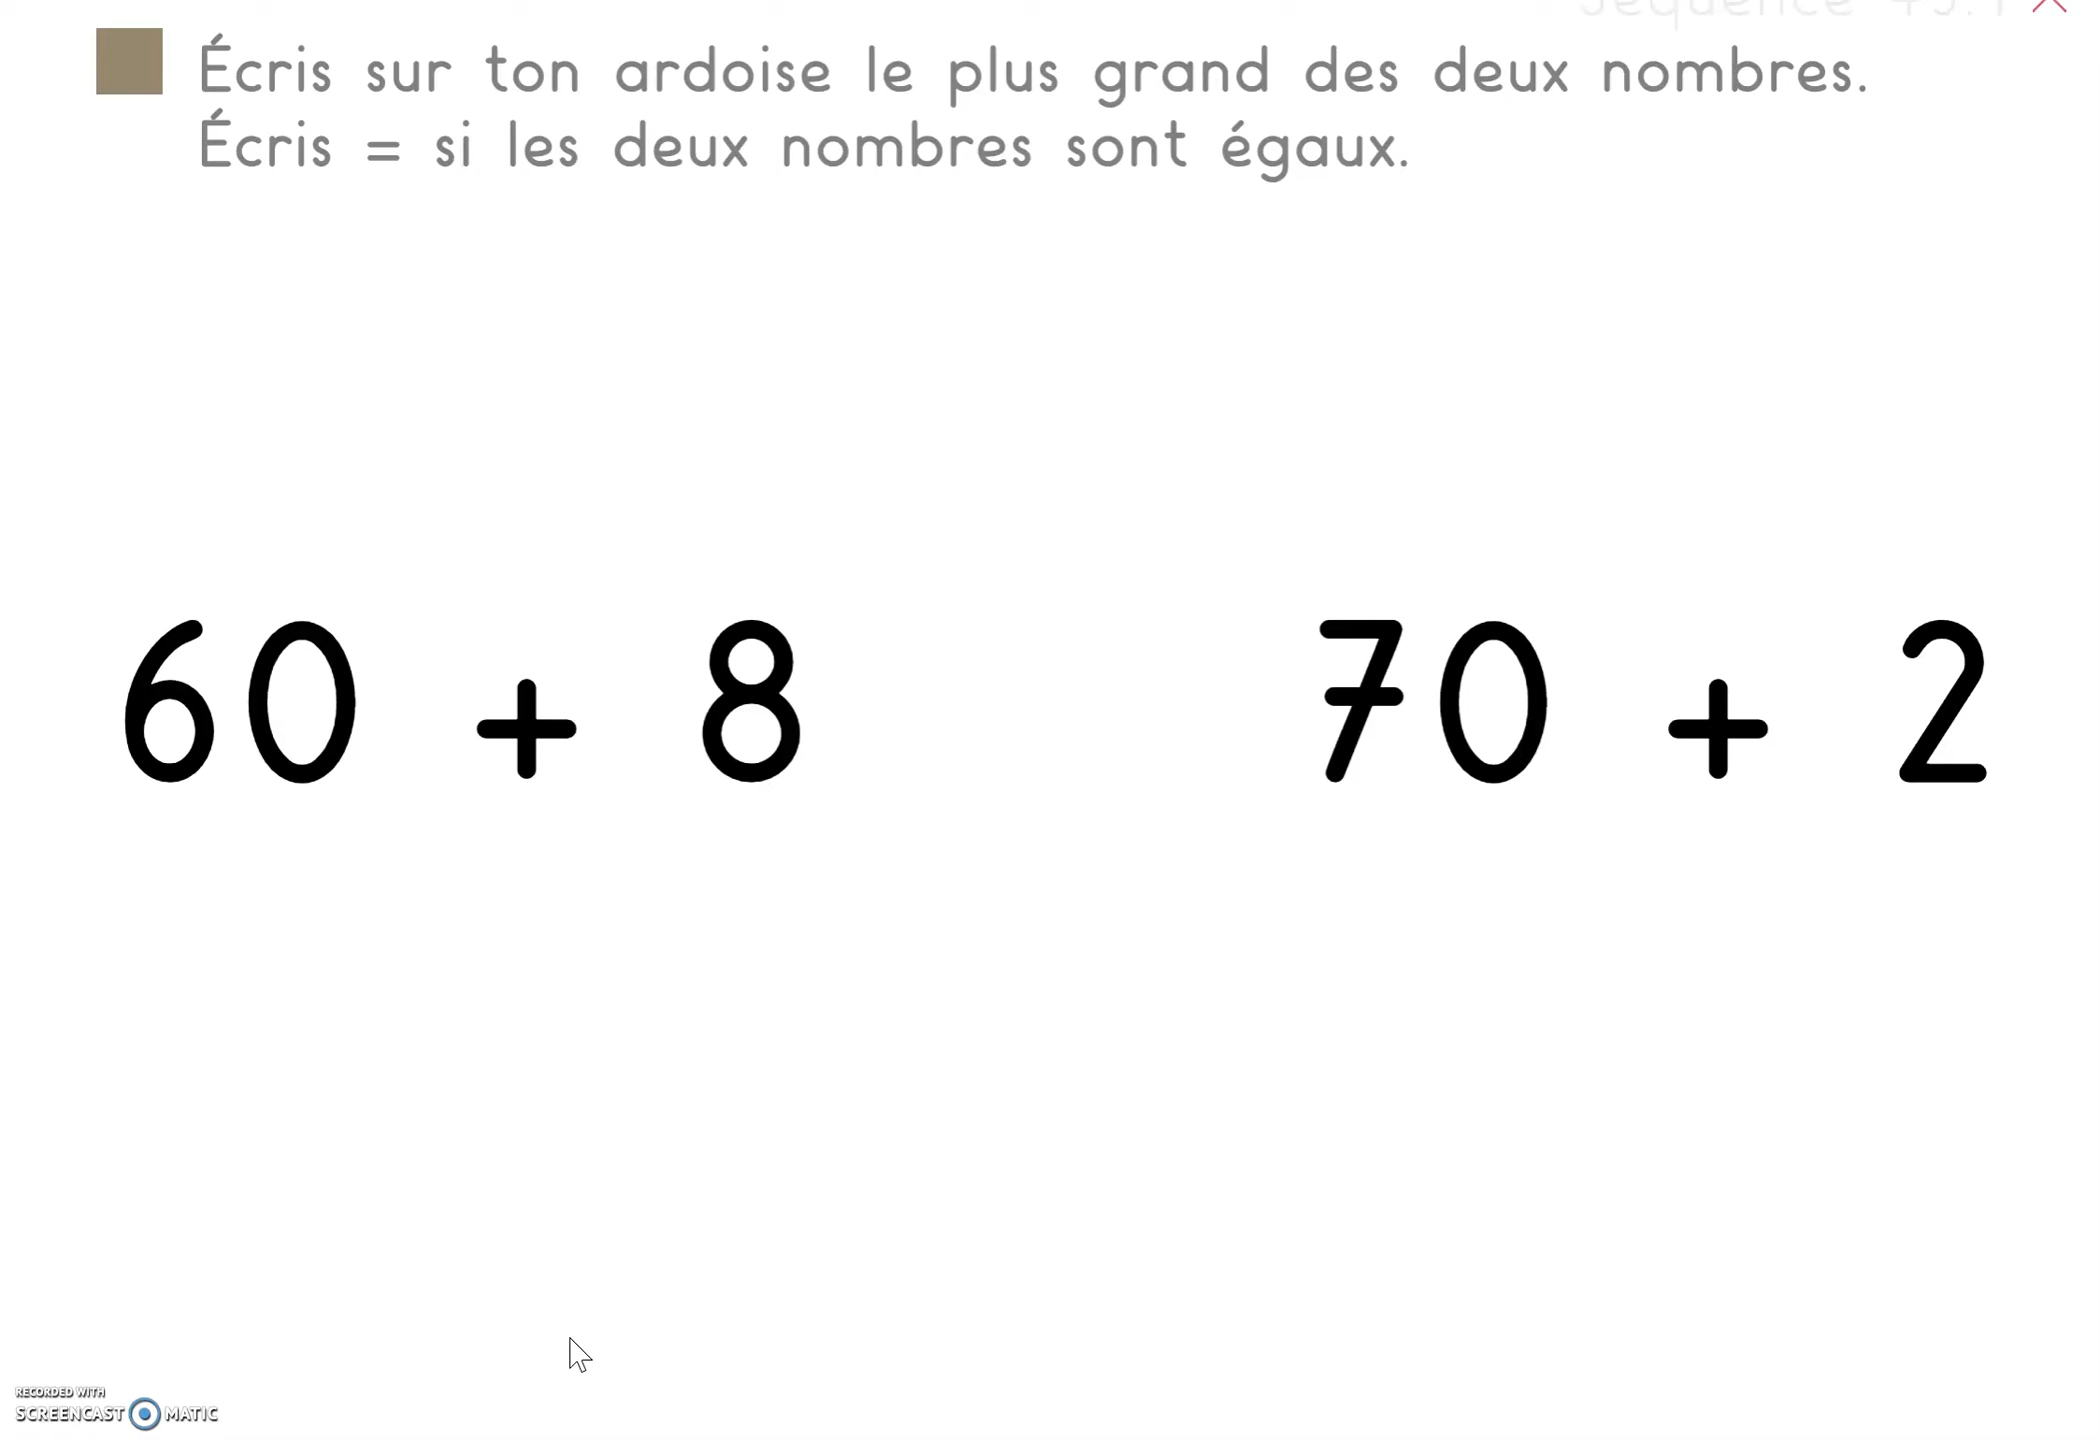 Écris sur ton ardoise le plus grand des deux nombres.
Écris = si les deux nombres sont égaux.
60 + 8
70 + 2
RECORDED WITH
SCREENCAST MATIC